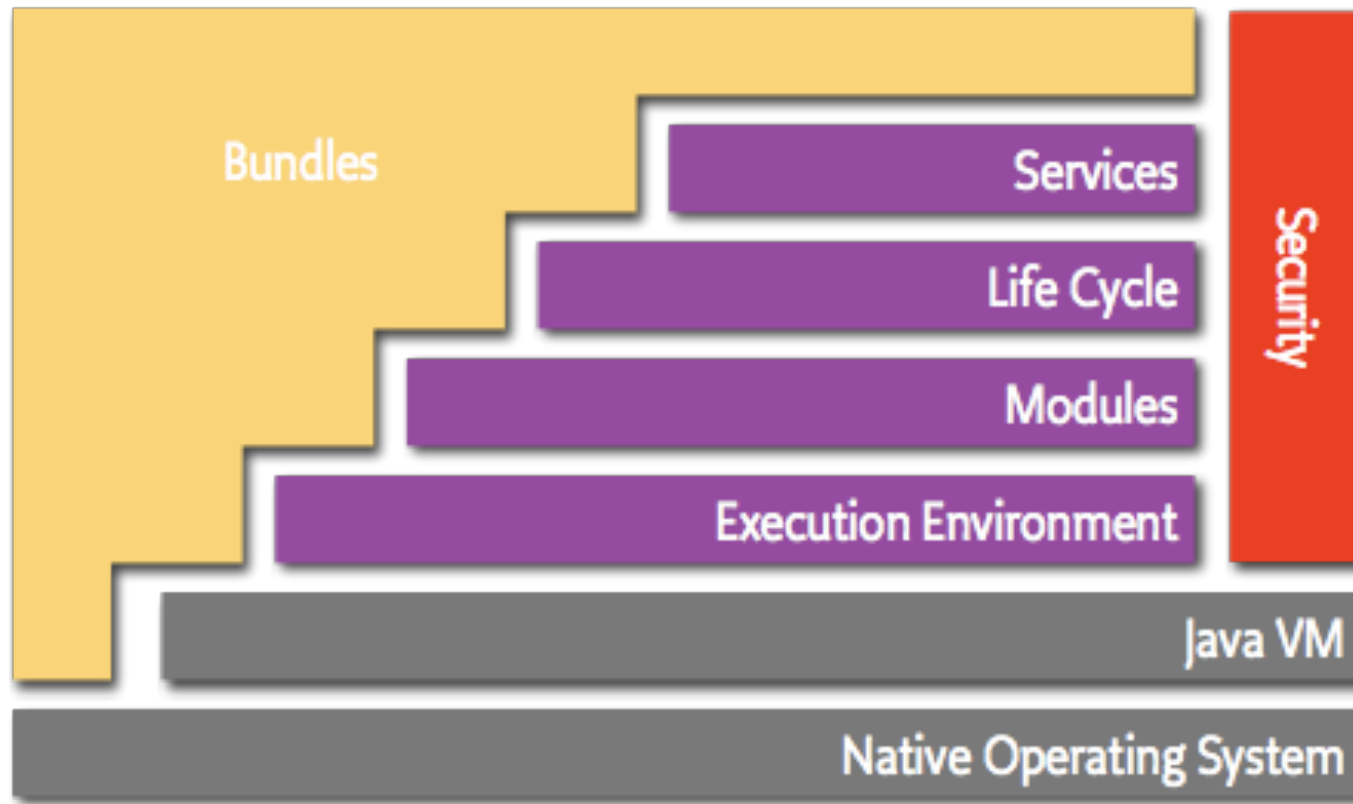 Bundles
Services
Life Cycle
Modules
Execution Environment
Security
Java VM
Native Operating System